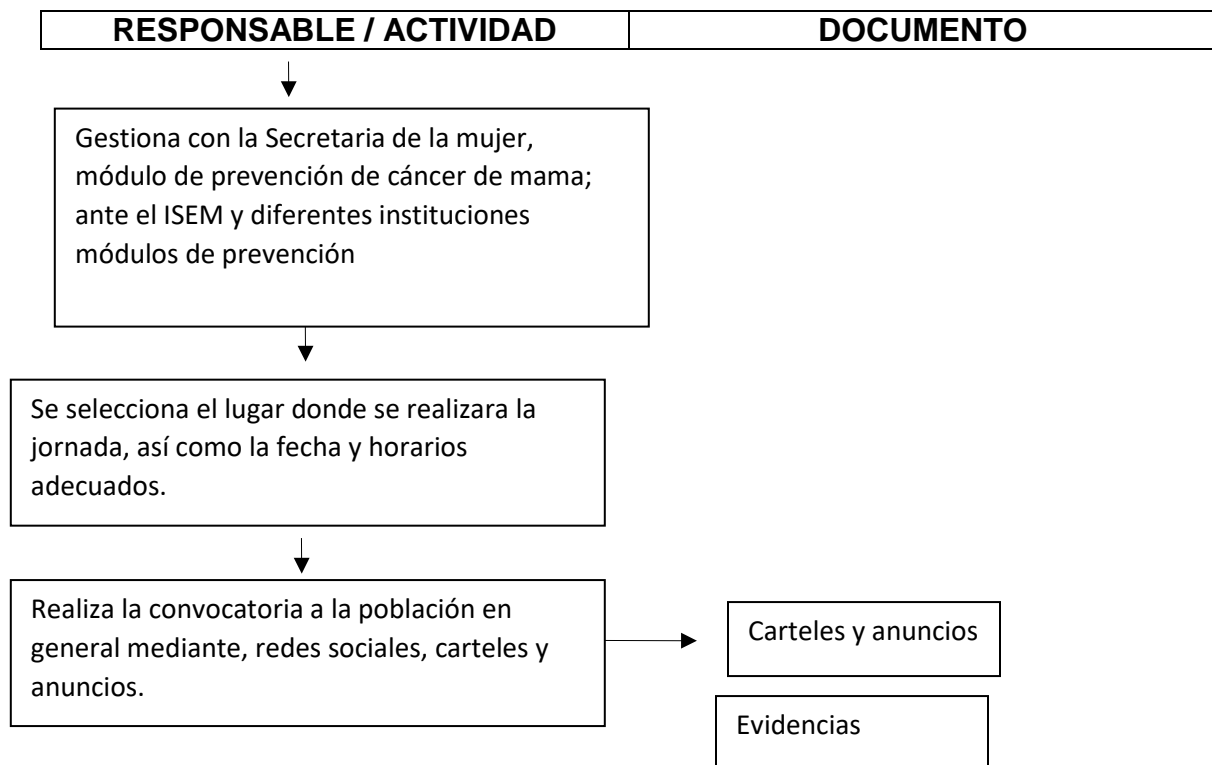 RESPONSABLE / ACTIVIDAD DOCUMENTO
Gestiona con la Secretaria de la mujer,
módulo de prevención de cáncer de mama;
ante el ISEM y diferentes instituciones
módulos de prevención
Se selecciona el lugar donde se realizara la
jornada, así como la fecha y horarios
adecuados.
Realiza la convocatoria a la población en
general mediante, redes sociales, carteles y
anuncios.
Carteles y anuncios
Evidencias